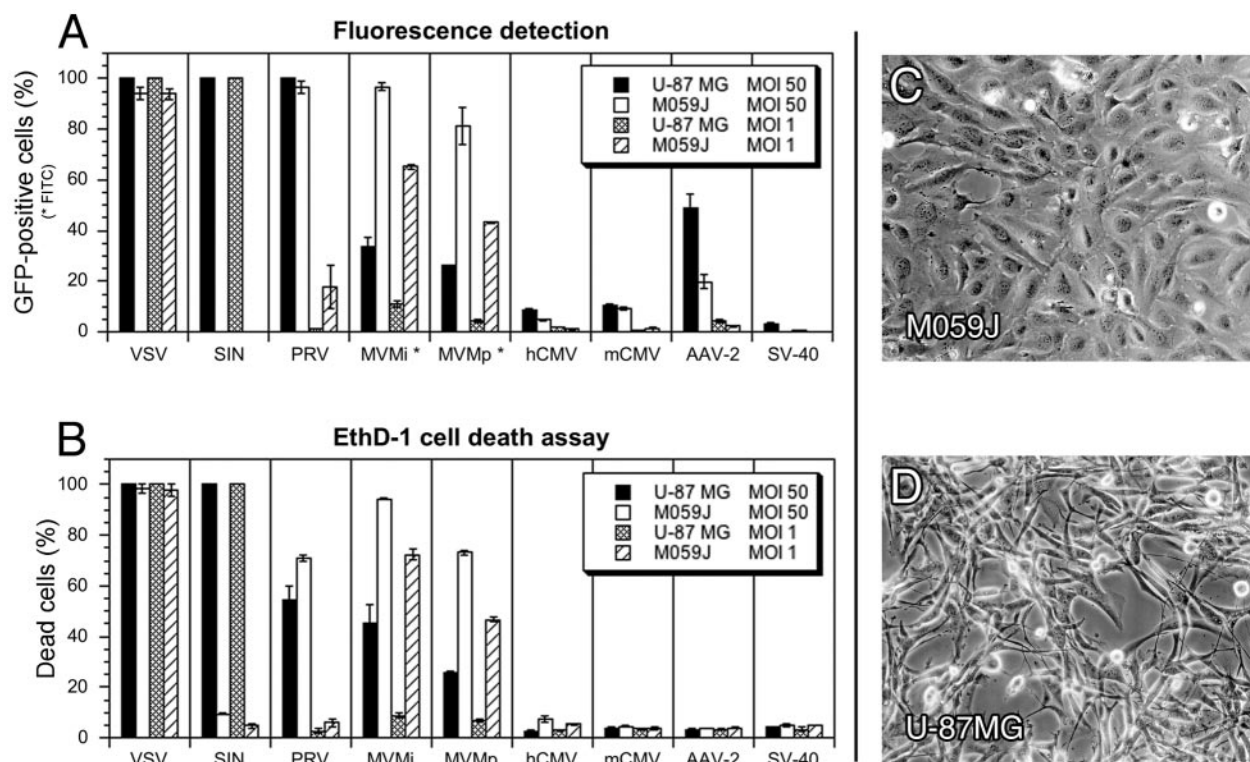 A
Fluorescence detection
GFP-positive cells (%)
(* FITC)
100
80
60
40
20
0
U-87 MG MOI 50
M059J MOI 50
U-87 MG MOI 1
M059J MOI 1
VSV SIN PRV MVMi * MVMp * hCMV mCMV AAV-2 SV-40
B
EthD-1 cell death assay
Dead cells (%)
100
80
60
40
20
0
U-87 MG MOI 50
M059J MOI 50
U-87 MG MOI 1
M059J MOI 1
VSV SIN PRV MVMi MVMp hCMV mCMV AAV-2 SV-40
C
M059J
D
U-87MG